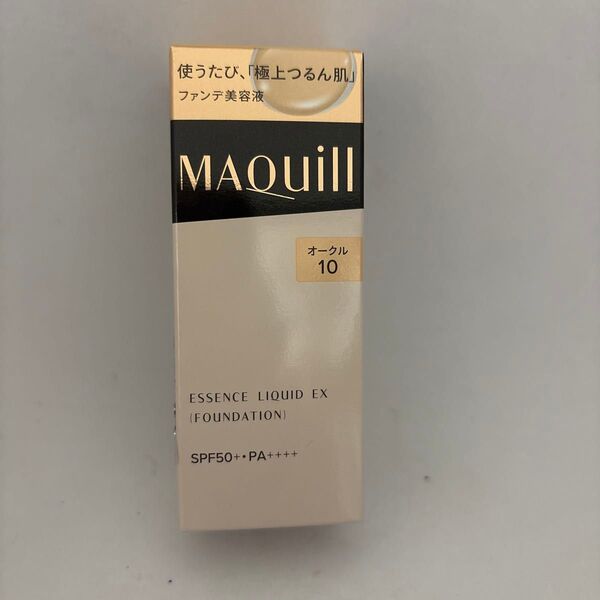 使うたび、「極上つるん肌」
ファンデ美容液
MAQuill
オークル
10
ESSENCE LIQUID EX
(FOUNDATION)
SPF50+・PA++++